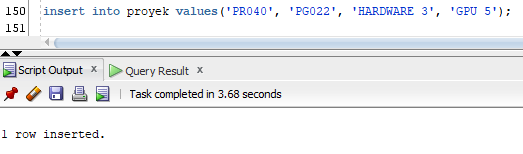 150 insert into proyek values('PR040', 'PG022', 'HARDWARE 3', 'GPU 5');
151
Script Output x Query Result x
Task completed in 3.68 seconds
1 row inserted.